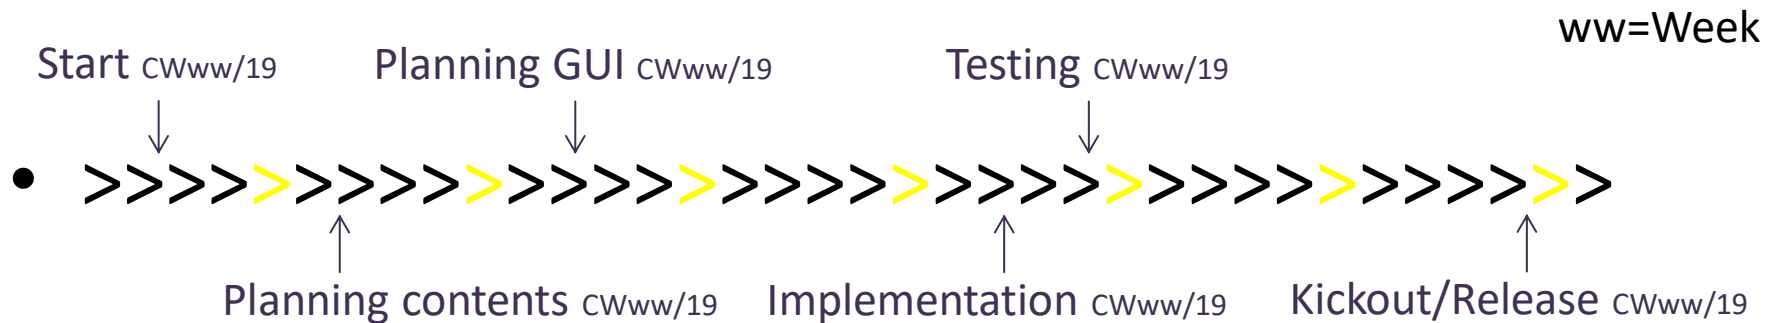 ww=Week
Start CWww/19 Planning GUI CWww/19 Testing CWww/19
• >>>>>>>>>>>>>>>>>>>>>>>>>>>>>>>>>>>>
Planning contents CWww/19 Implementation CWww/19 Kickout/Release CWww/19